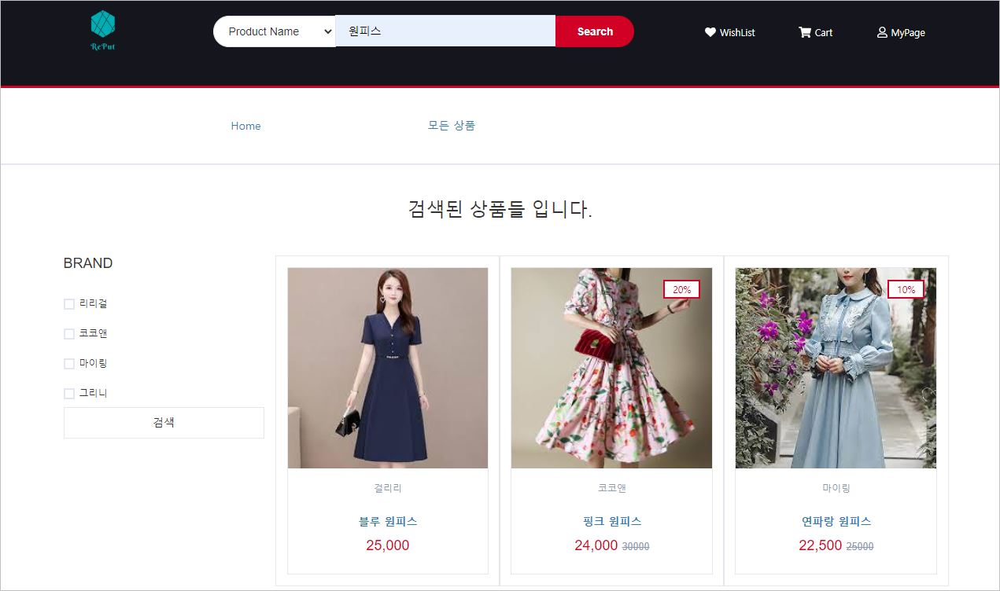 RePut
Product Name
원피스
Search
WishList
Cart
MyPage
Home
모든 상품
검색된 상품들 입니다.
BRAND
리리걸
코코앤
마이링
그리니
검색
걸리리
블루 원피스
25,000
20%
코코앤
핑크 원피스
24,000 30000
10%
마이링
연파랑 원피스
22,500 25000